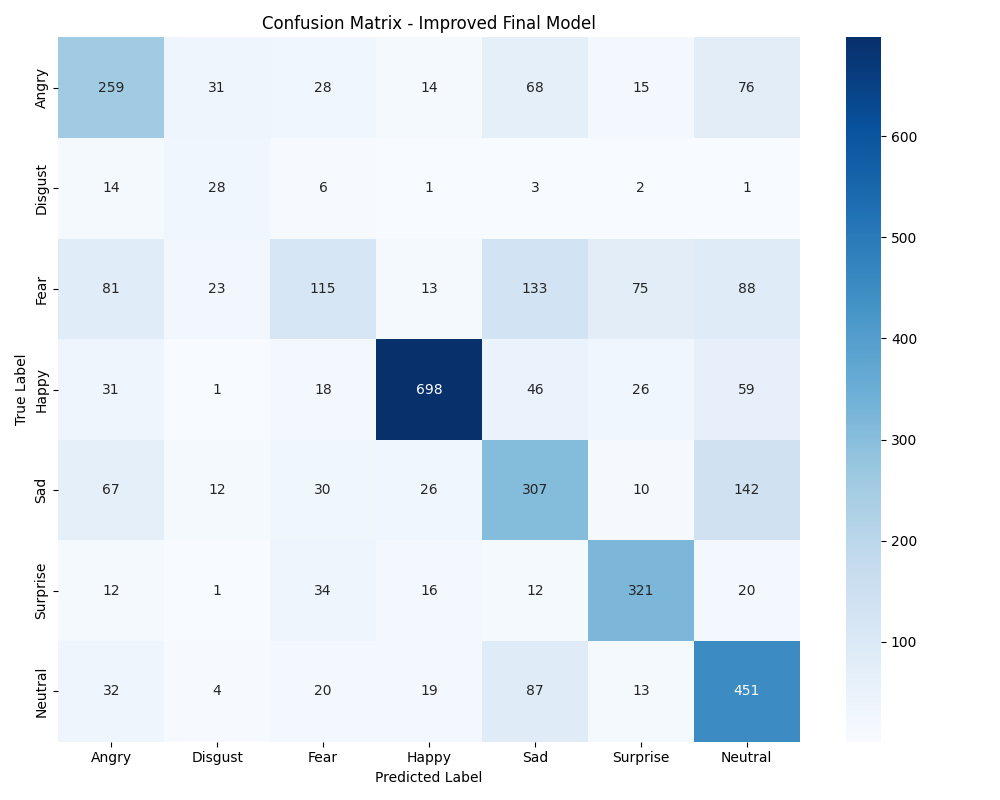 Confusion Matrix - Improved Final Model
Angry 259 31 28 14 68 15 76
Disgust 14 28 6 1 3 2 1
Fear 81 23 115 13 133 75 88
Happy 31 1 18 698 46 26 59
Sad 67 12 30 26 307 10 142
Surprise 12 1 34 16 12 321 20
Neutral 32 4 20 19 87 13 451
True Label
Angry Disgust Fear Happy Sad Surprise Neutral
Predicted Label
600
500
400
300
200
100